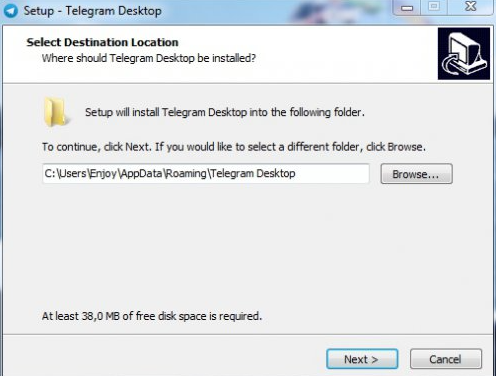 Setup - Telegram Desktop
Select Destination Location
Where should Telegram Desktop be installed?
Setup will install Telegram Desktop into the following folder.
To continue, click Next. If you would like to select a different folder, click Browse.
C:\Users\Enjoy\AppData\Roaming\Telegram Desktop
Browse...
At least 38,0 MB of free disk space is required.
Next >
Cancel